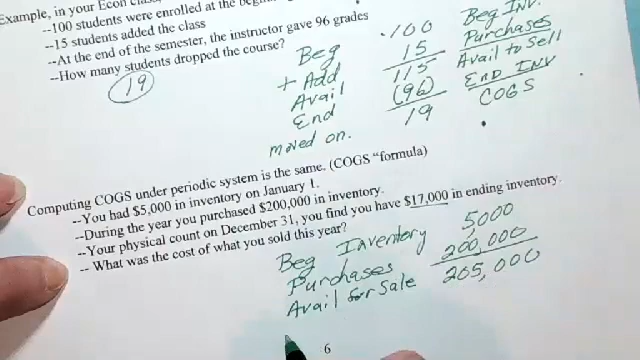 Example, in your Econ class,
--100 students were enrolled at the
--15 students added the class
--At the end of the semester, the instructor gave 96 grades
--How many students dropped the course?
19
Beg 100
+ Add 15
Avail 115
End (96)
moved on. 19
Beg INV.
Purchases
Avail to Sell
END INV
COGS
Computing COGS under periodic system is the same. (COGS "formula)
--You had $5,000 in inventory on January 1.
--During the year you purchased $200,000 in inventory.
--Your physical count on December 31, you find you have $17,000 in ending inventory.
-- What was the cost of what you sold this year?
Beg Inventory 5000
Purchases 200,000
Avail for Sale 205,000
6